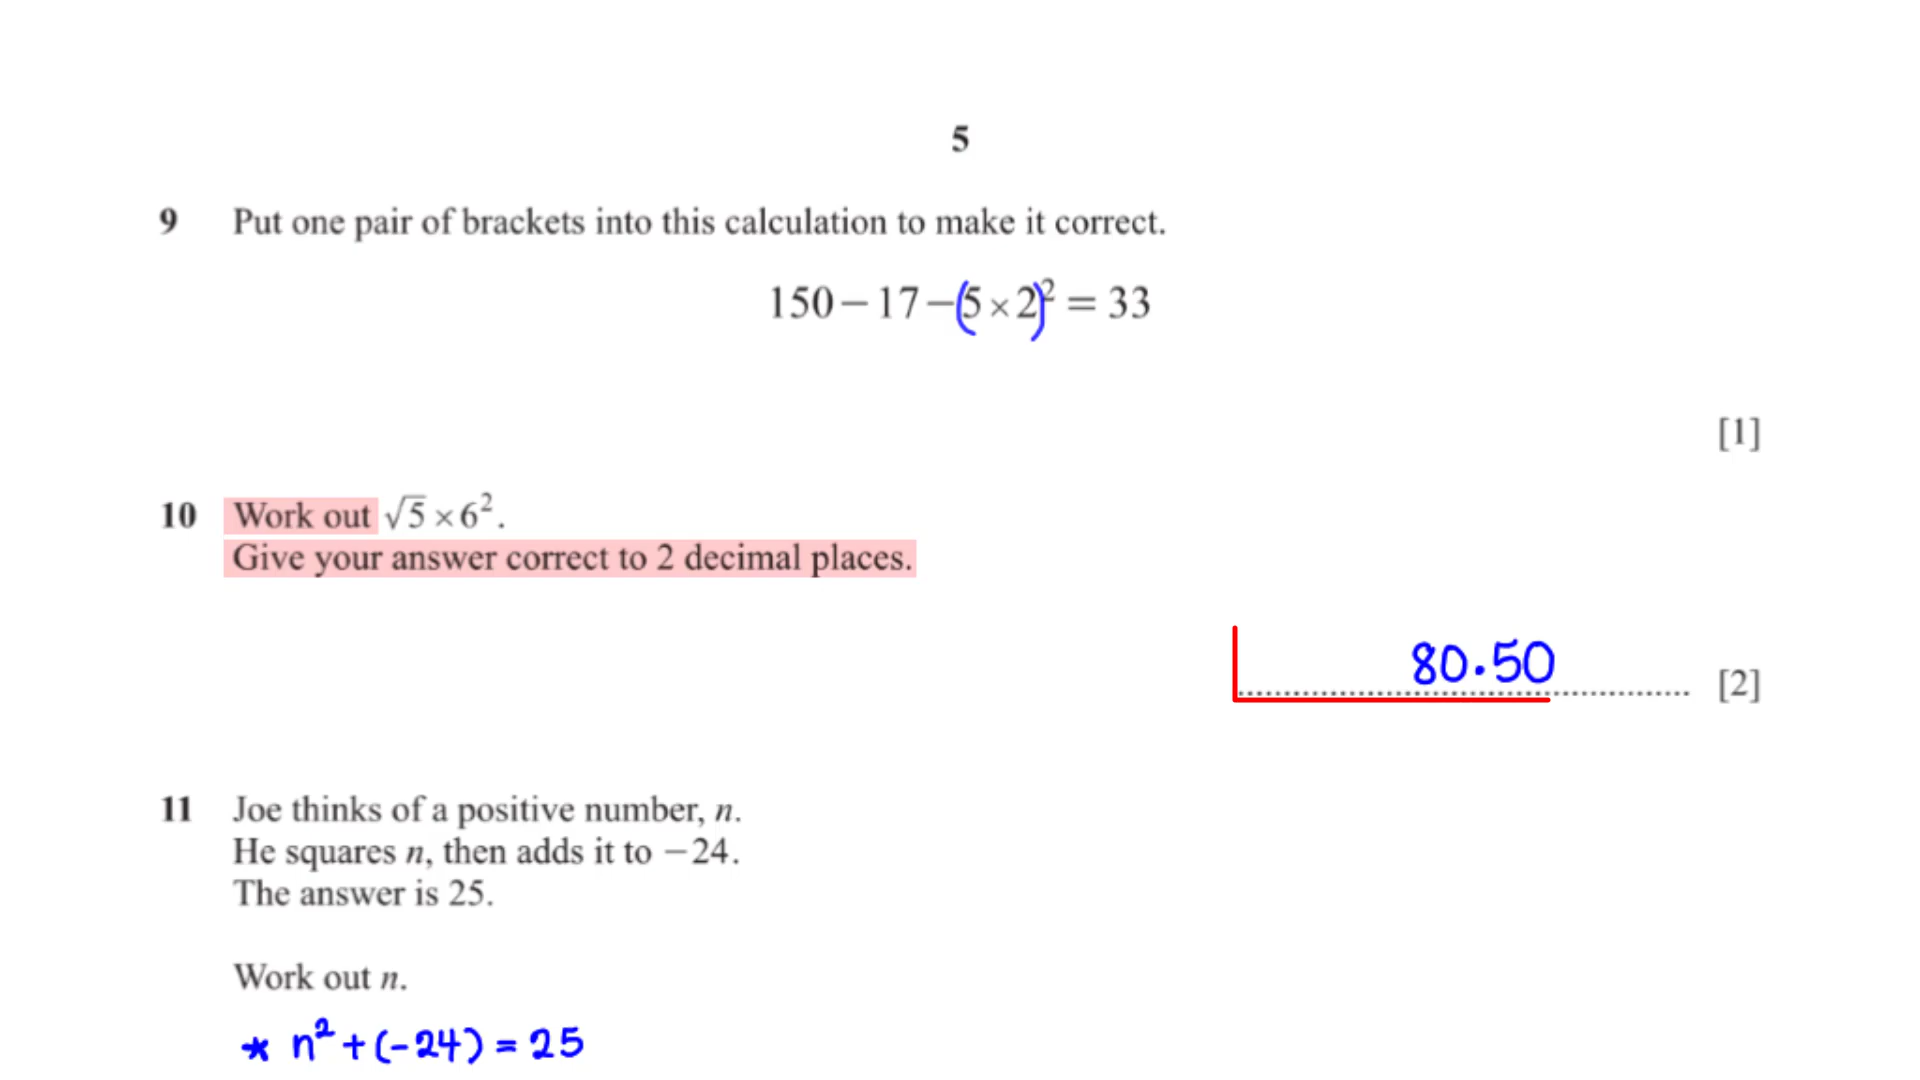 5
9 Put one pair of brackets into this calculation to make it correct.
150 − 17 − (5 × 2)² = 33
[1]
10 Work out √5 × 6².
Give your answer correct to 2 decimal places.
80.50
[2]
11 Joe thinks of a positive number, n.
He squares n, then adds it to −24.
The answer is 25.
Work out n.
* n² + (-24) = 25